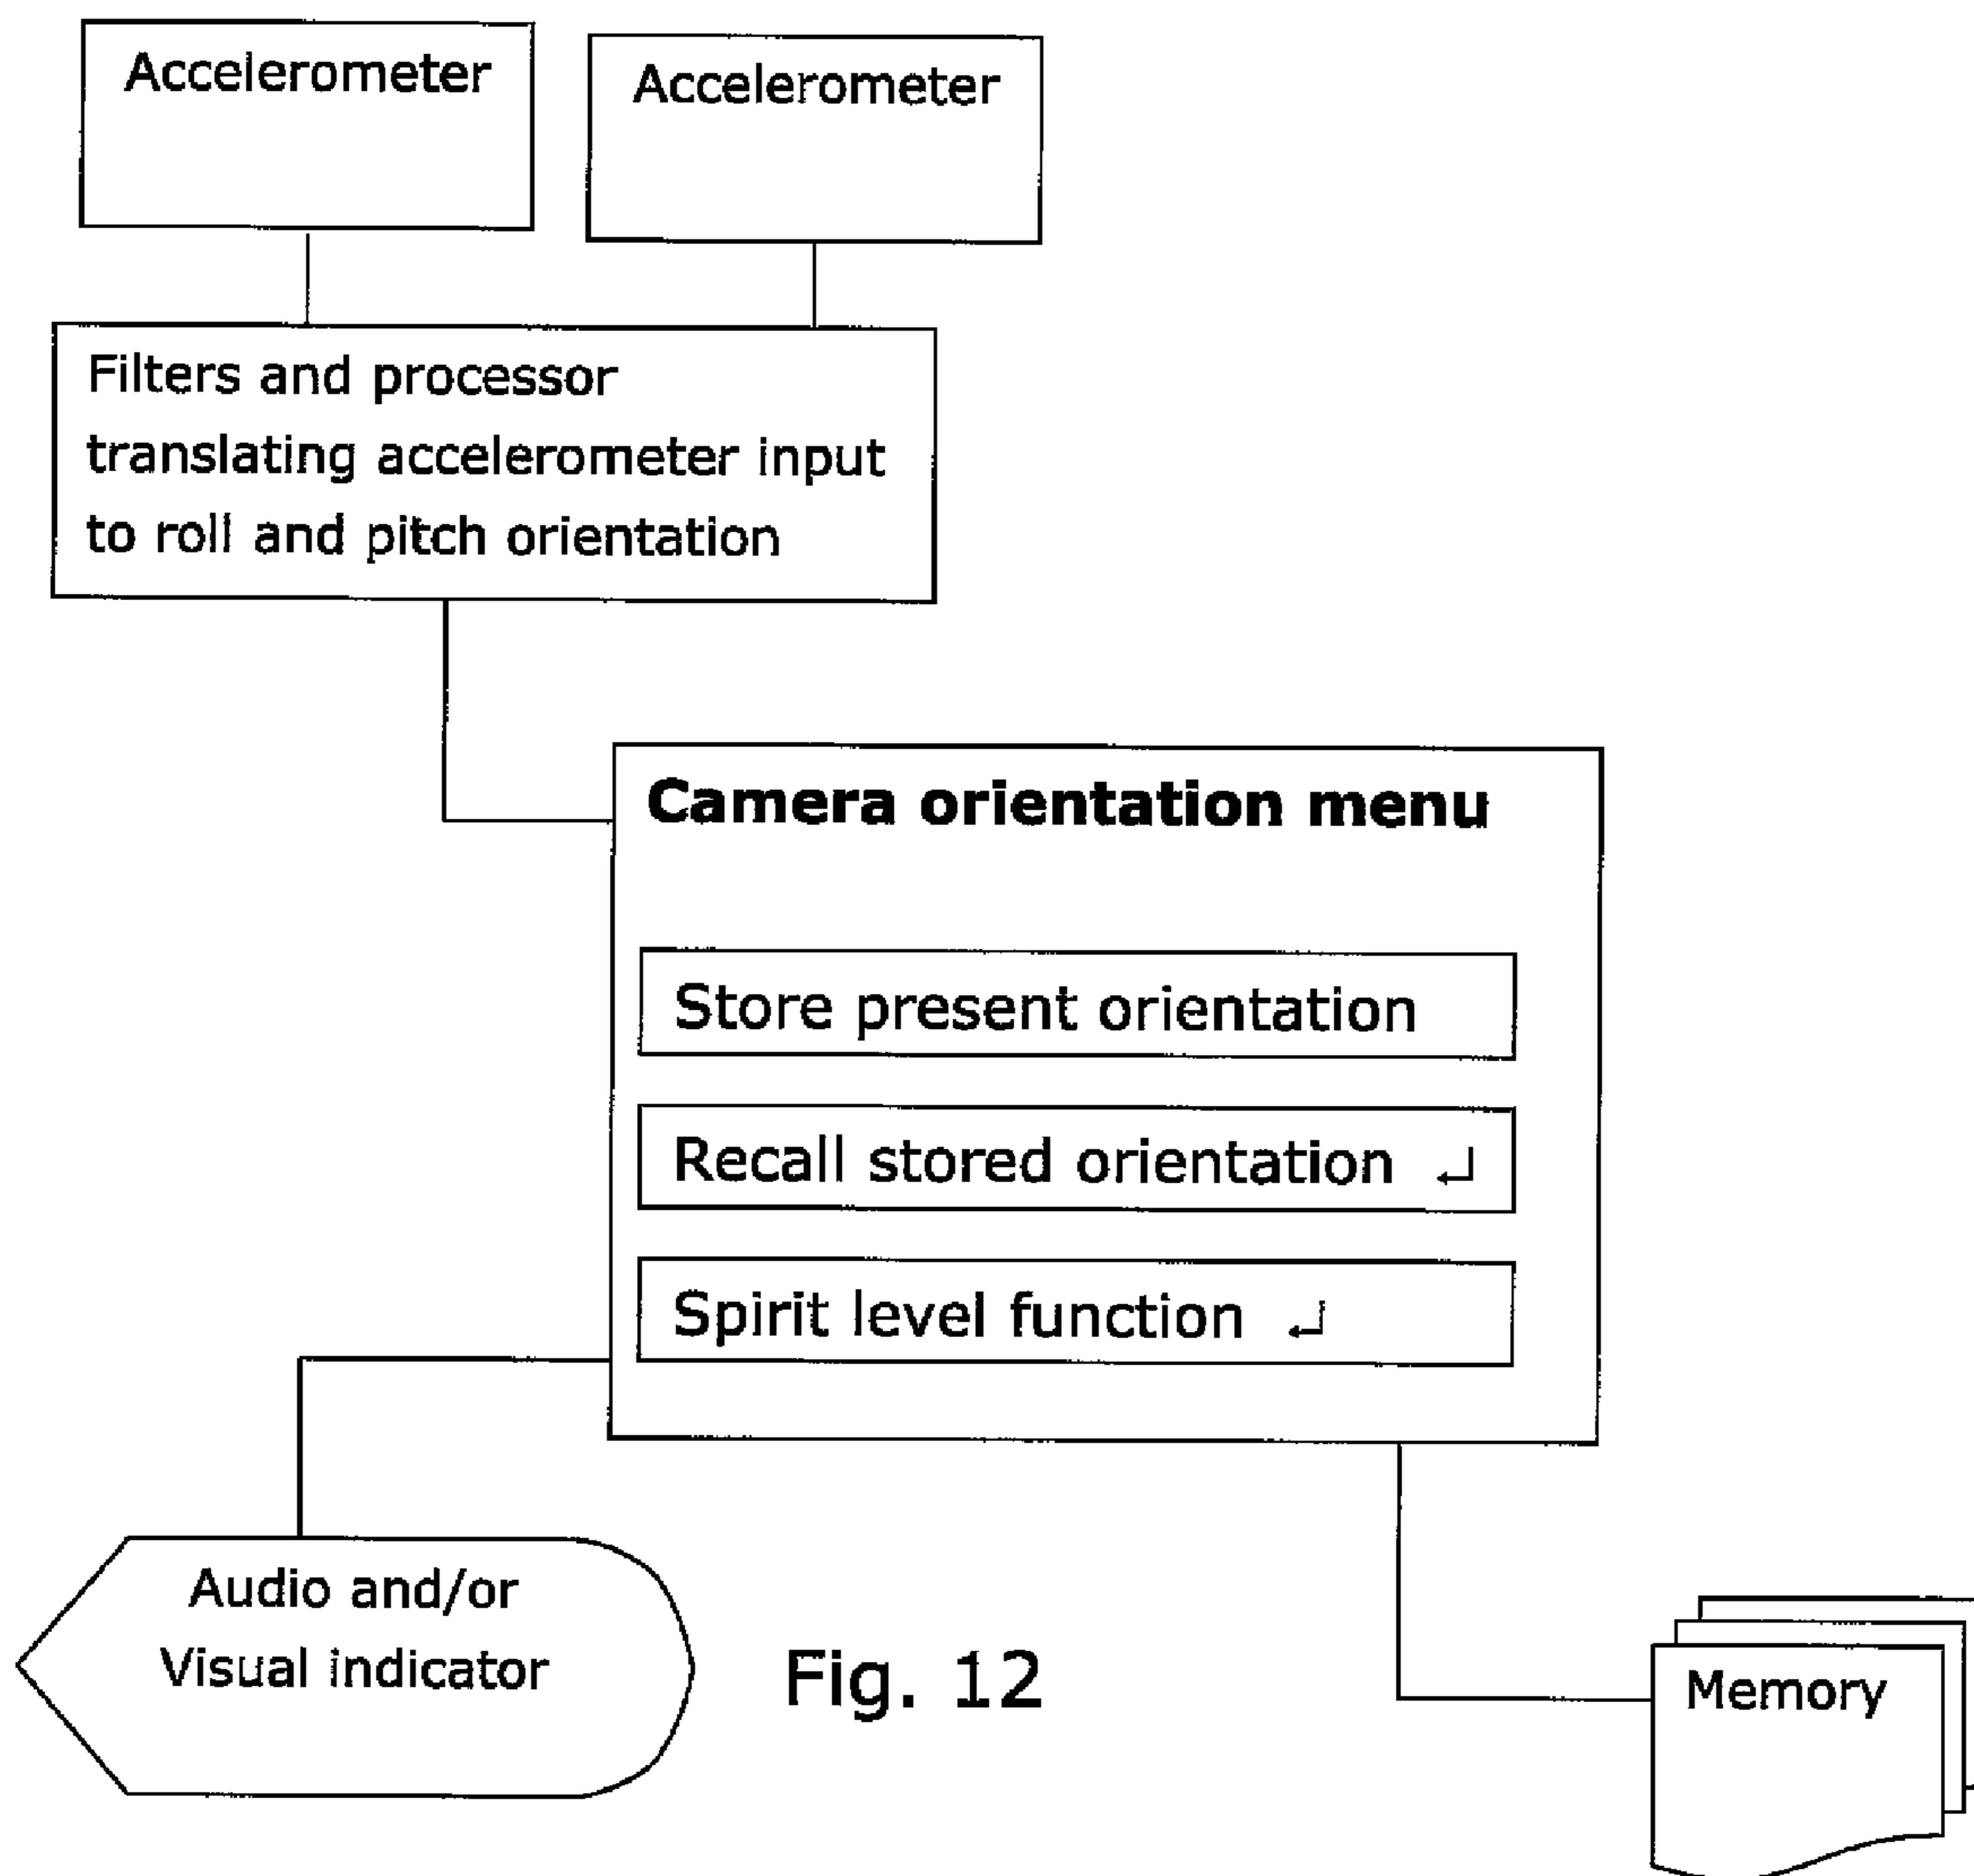 Accelerometer
Accelerometer
Filters and processor
translating accelerometer input
to roll and pitch orientation
Camera orientation menu
Store present orientation
Recall stored orientation ↵
Spirit level function ↵
Audio and/or
Visual indicator
Fig. 12
Memory